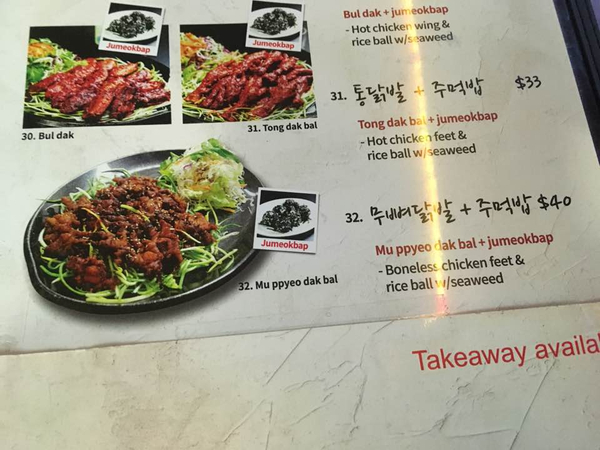 Bul dak + jumeokbap
- Hot chicken wing &
rice ball w/seaweed
Jumeokbap
Jumeokbap
30. Bul dak
31. Tong dak bal
31. 통닭발 + 주먹밥 $33
Tong dak bal + jumeokbap
- Hot chicken feet &
rice ball w/seaweed
Jumeokbap
32. Mu ppyeo dak bal
32. 무뼈닭발 + 주먹밥 $40
Mu ppyeo dak bal + jumeokbap
- Boneless chicken feet &
rice ball w/seaweed
Takeaway